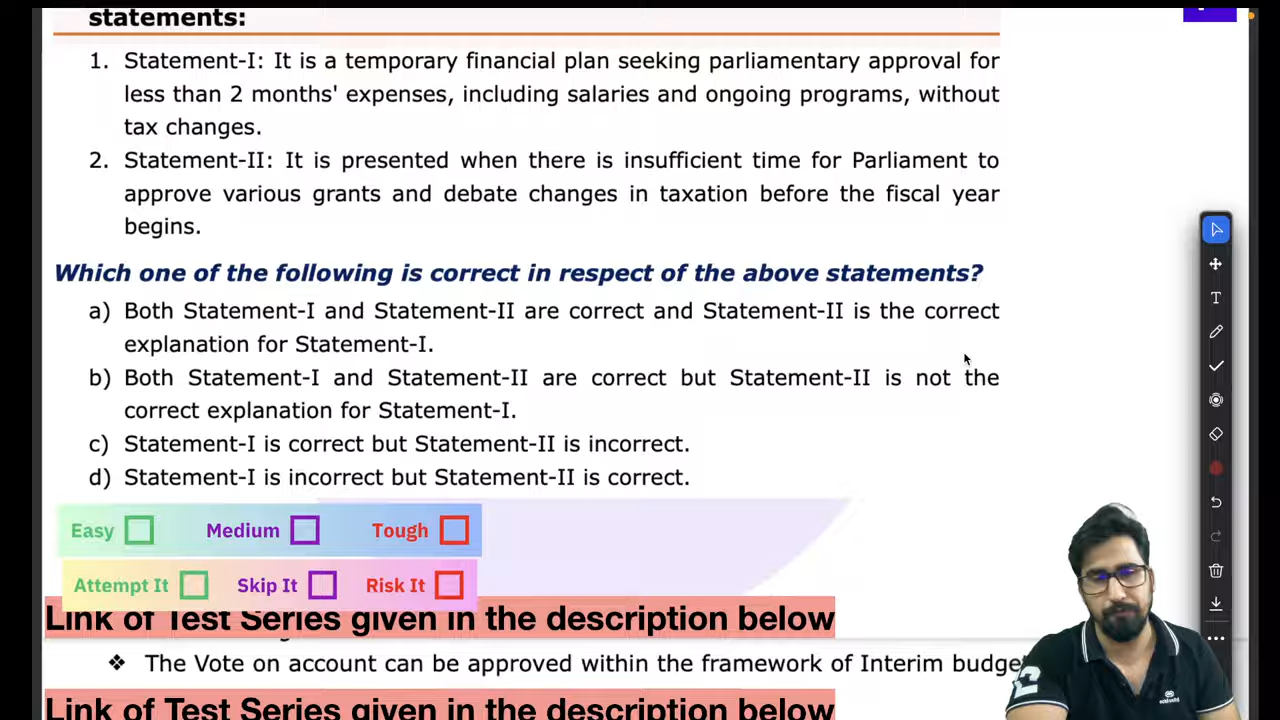 statements:
1. Statement-I: It is a temporary financial plan seeking parliamentary approval for
less than 2 months' expenses, including salaries and ongoing programs, without
tax changes.
2. Statement-II: It is presented when there is insufficient time for Parliament to
approve various grants and debate changes in taxation before the fiscal year
begins.
Which one of the following is correct in respect of the above statements?
a) Both Statement-I and Statement-II are correct and Statement-II is the correct
explanation for Statement-I.
b) Both Statement-I and Statement-II are correct but Statement-II is not the
correct explanation for Statement-I.
c) Statement-I is correct but Statement-II is incorrect.
d) Statement-I is incorrect but Statement-II is correct.
Easy Medium Tough
Attempt It Skip It Risk It
Link of Test Series given in the description below
❖ The Vote on account can be approved within the framework of Interim budge
Link of Test Series given in the description below
T